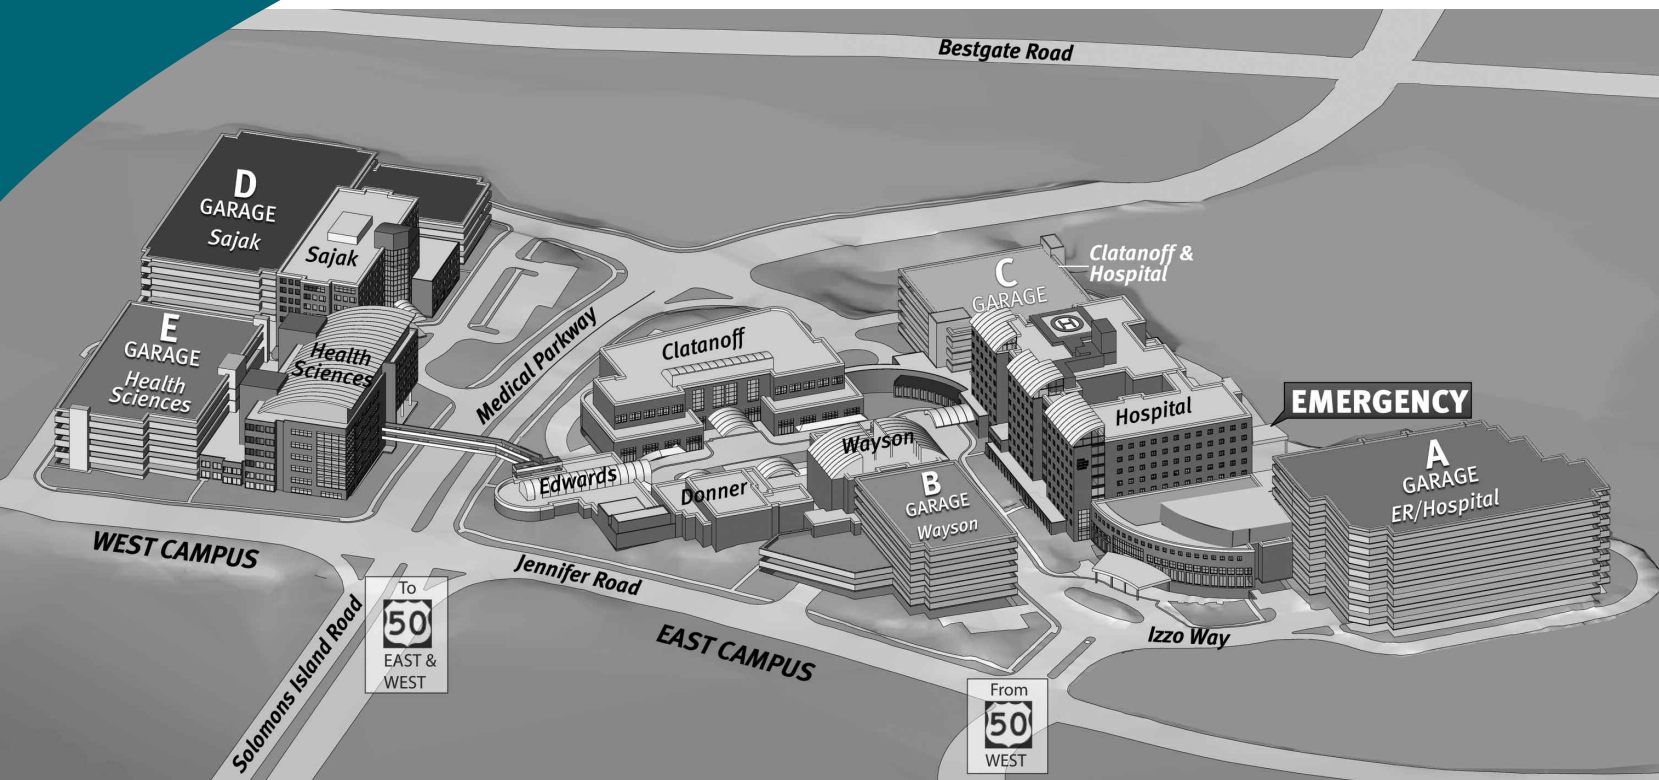 Bestgate Road
D
GARAGE
Sajak
Sajak
E
GARAGE
Health
Sciences
Health
Sciences
Medical Parkway
Clatanoff
C
GARAGE
Clatanoff &
Hospital
H
Hospital
EMERGENCY
Wayson
Edwards
Donner
B
GARAGE
Wayson
A
GARAGE
ER/Hospital
WEST CAMPUS
Jennifer Road
EAST CAMPUS
Izzo Way
Solomons Island Road
To
50
EAST &
WEST
From
50
WEST